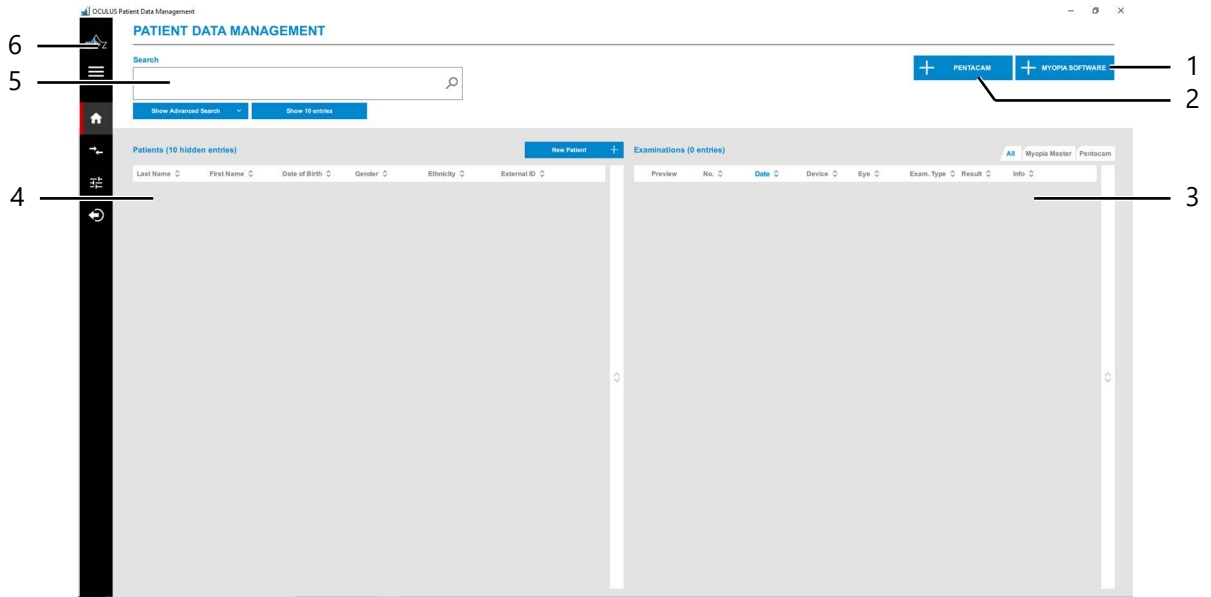 OCULUS Patient Data Management
PATIENT DATA MANAGEMENT
6
Z
Search
5
+ PENTACAM
+ MYOPIA SOFTWARE
1
2
Show Advanced Search
Show 10 entries
Patients (10 hidden entries)
New Patient +
Examinations (0 entries)
All
Myopia Master
Pentacam
Last Name First Name Date of Birth Gender Ethnicity External ID
Preview No. Date Device Eye Exam. Type Result Info
4
3